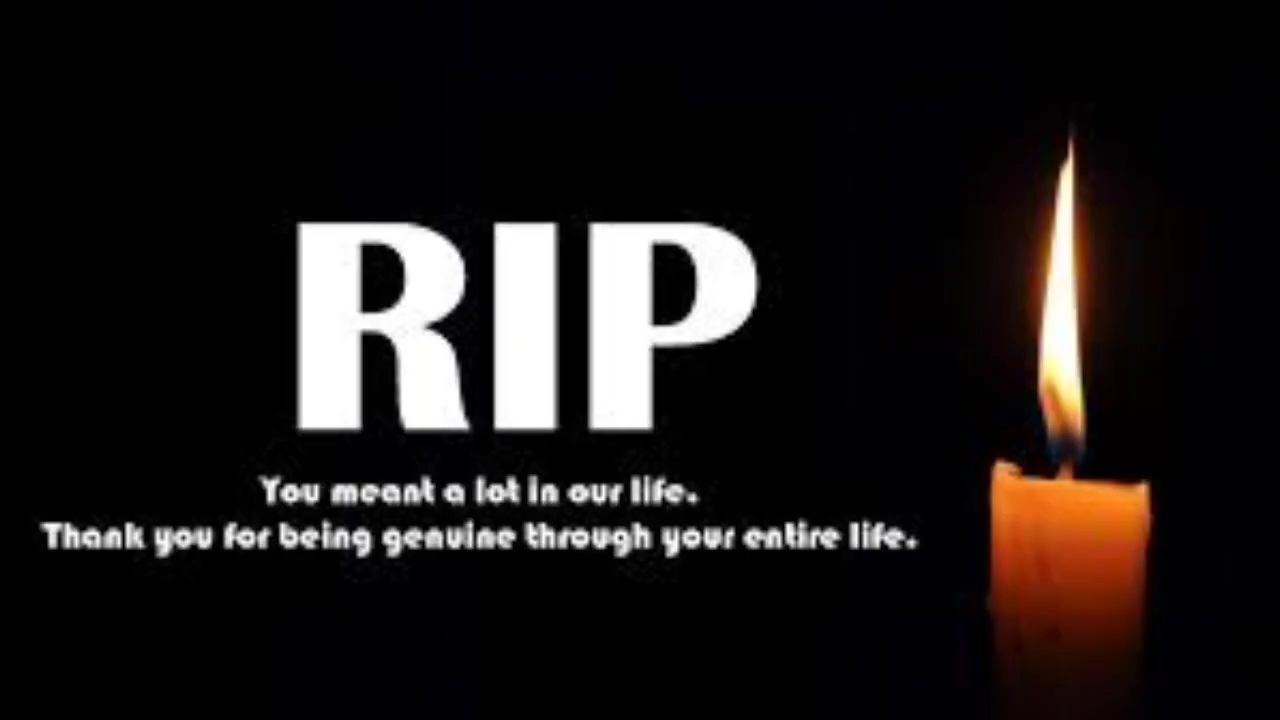 RIP
You meant a lot in our life.
Thank you for being genuine through your entire life.